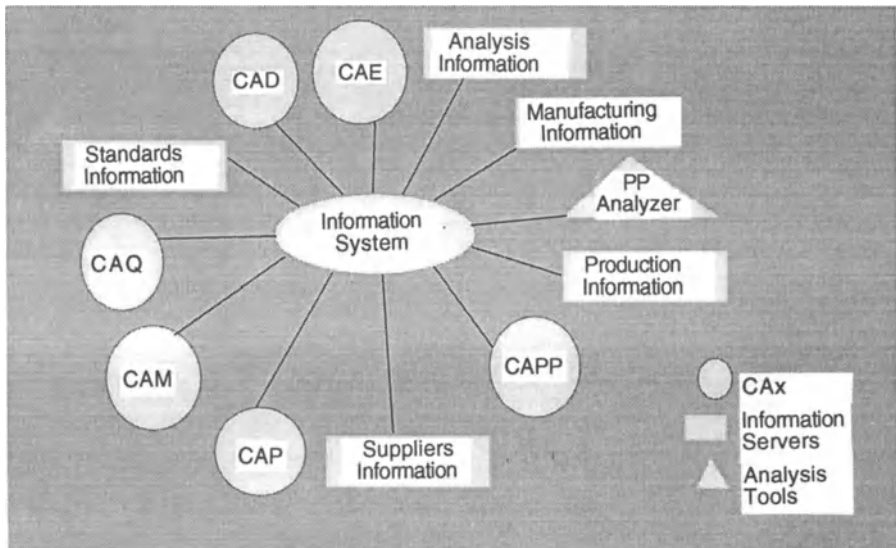 CAD
CAE
Analysis
Information
Manufacturing
Information
Standards
Information
PP
Analyzer
Information
System
CAQ
Production
Information
CAM
CAPP
CAP
Suppliers
Information
CAx
Information
Servers
Analysis
Tools